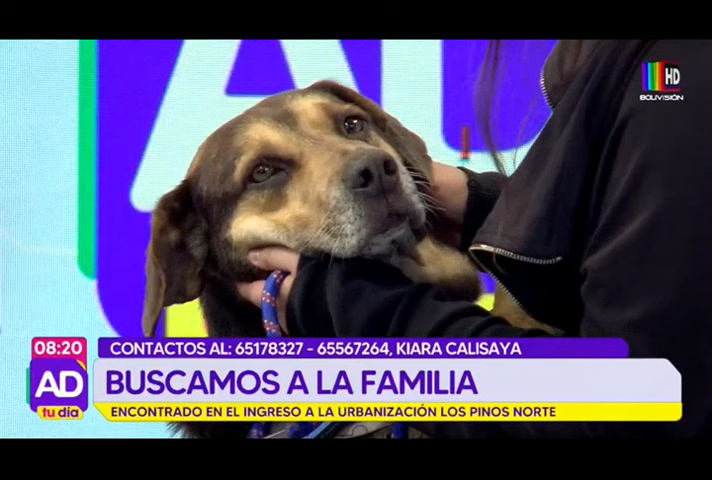 HD
BOLIVISIÓN
08:20
CONTACTOS AL: 65178327 - 65567264, KIARA CALISAYA
AD
BUSCAMOS A LA FAMILIA
tu día
ENCONTRADO EN EL INGRESO A LA URBANIZACIÓN LOS PINOS NORTE